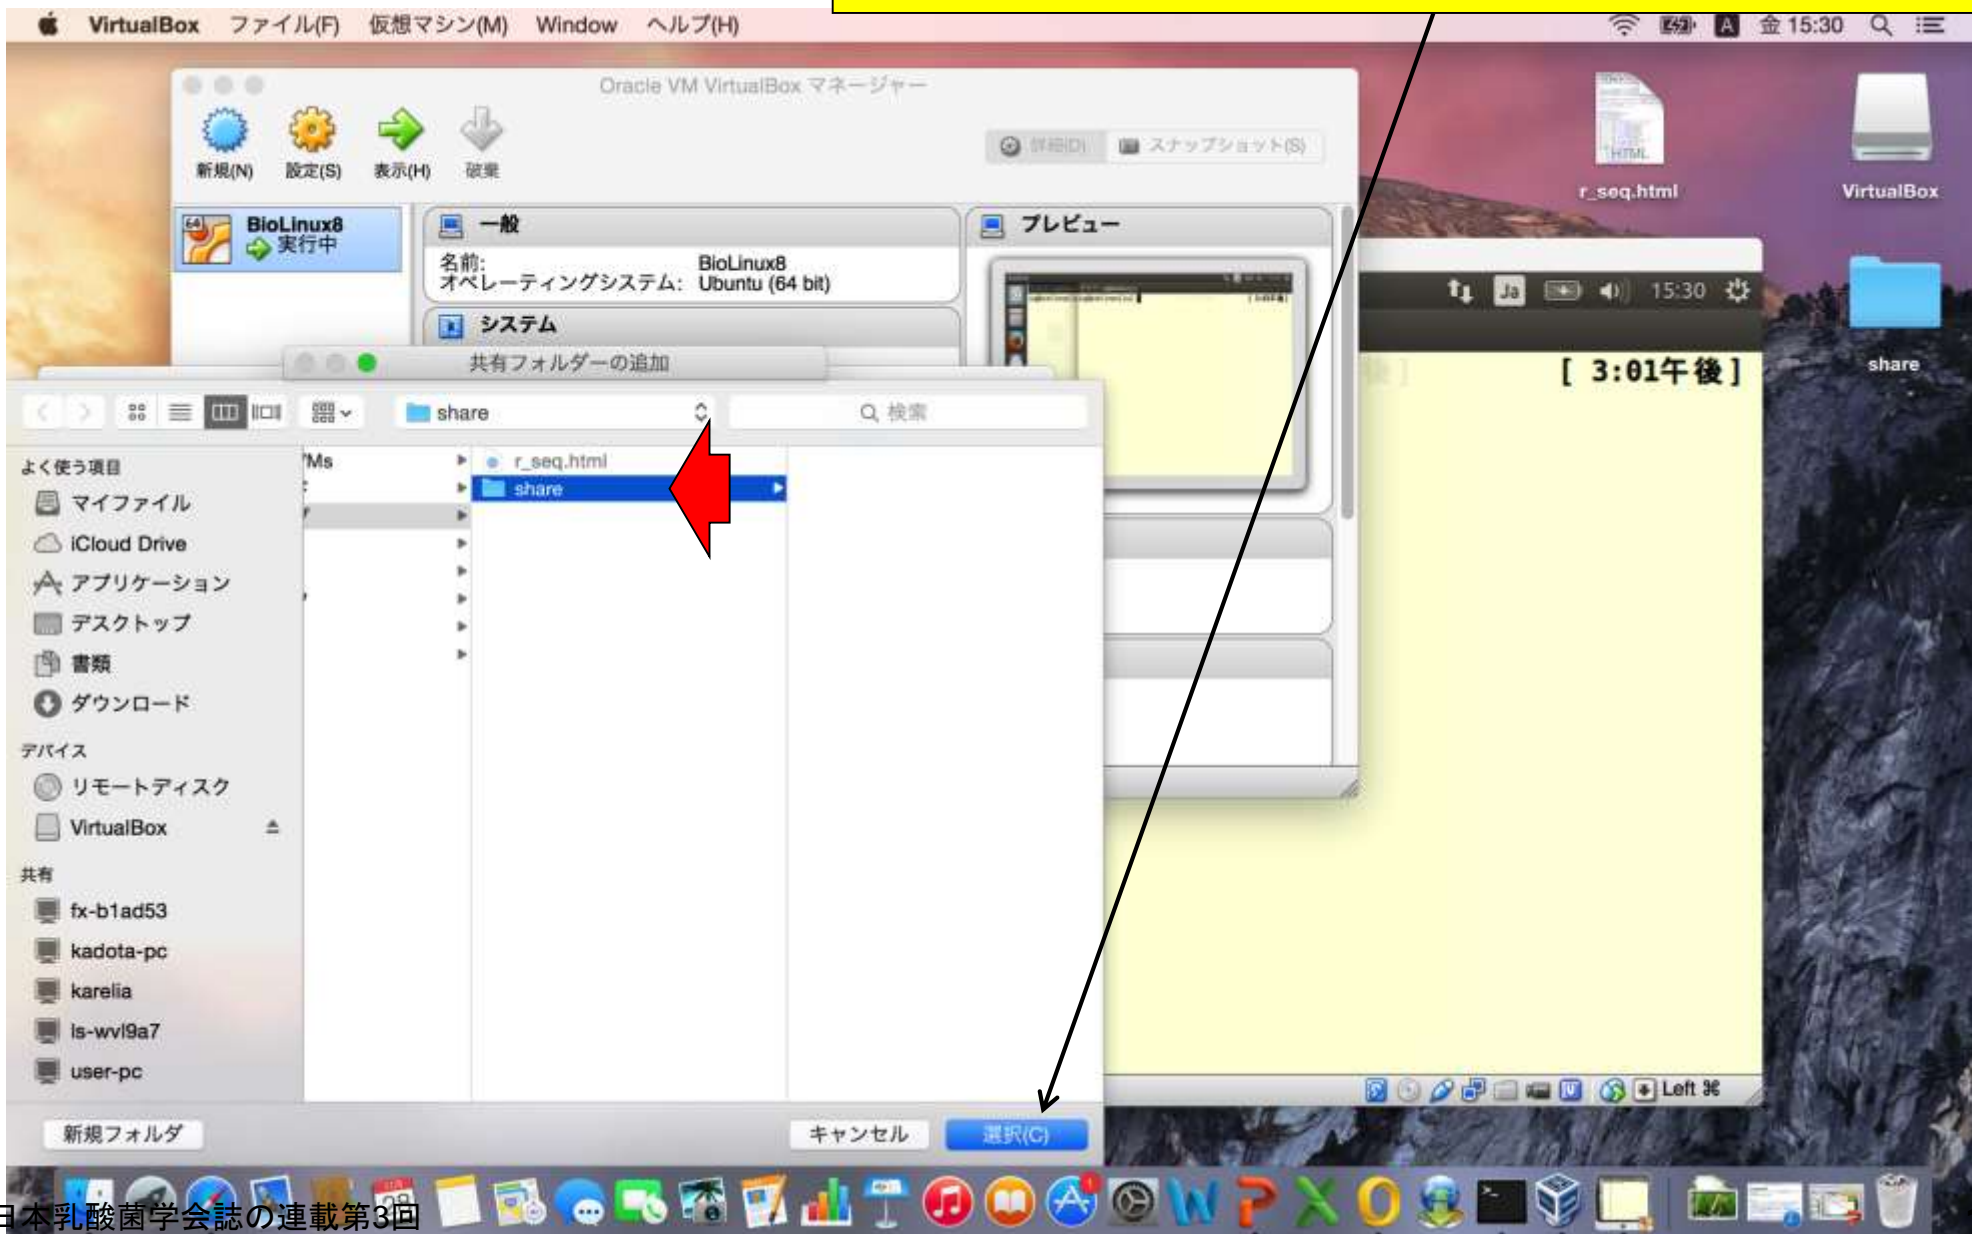 VirtualBox ファイル(F) 仮想マシン(M) Window ヘルプ(H)
A 金 15:30
Oracle VM VirtualBox マネージャー
新規(N) 設定(S) 表示(H) 破棄
詳細(D) スナップショット(S)
HTML
r_seq.html
VirtualBox
share
64
BioLinux8
実行中
一般
名前: BioLinux8
オペレーティングシステム: Ubuntu (64 bit)
システム
プレビュー
Ja 15:30
[ 3:01午後]
共有フォルダーの追加
share
検索
よく使う項目
マイファイル
iCloud Drive
アプリケーション
デスクトップ
書類
ダウンロード
デバイス
リモートディスク
VirtualBox
共有
fx-b1ad53
kadota-pc
karelia
ls-wvl9a7
user-pc
VMs
r_seq.html
share
新規フォルダ キャンセル 選択(C)
Left ⌘
日本乳酸菌学会誌の連載第3回